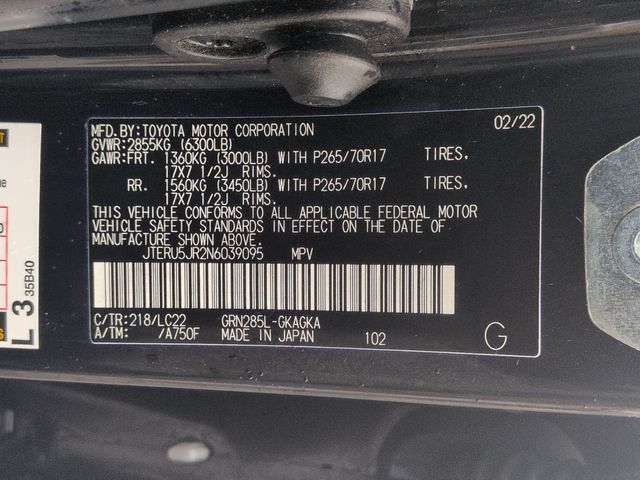 MFD.BY:TOYOTA MOTOR CORPORATION 02/22
GVWR:2855KG (6300LB)
GAWR:FRT. 1360KG (3000LB) WITH P265/70R17 TIRES,
17X7 1/2J RIMS.
RR. 1560KG (3450LB) WITH P265/70R17 TIRES,
17X7 1/2J RIMS.
THIS VEHICLE CONFORMS TO ALL APPLICABLE FEDERAL MOTOR
VEHICLE SAFETY STANDARDS IN EFFECT ON THE DATE OF
MANUFACTURE SHOWN ABOVE.
JTERU5JR2N6039095 MPV
C/TR:218/LC22 GRN285L-GKAGKA
A/TM: /A750F MADE IN JAPAN 102 G
L 3 35B40